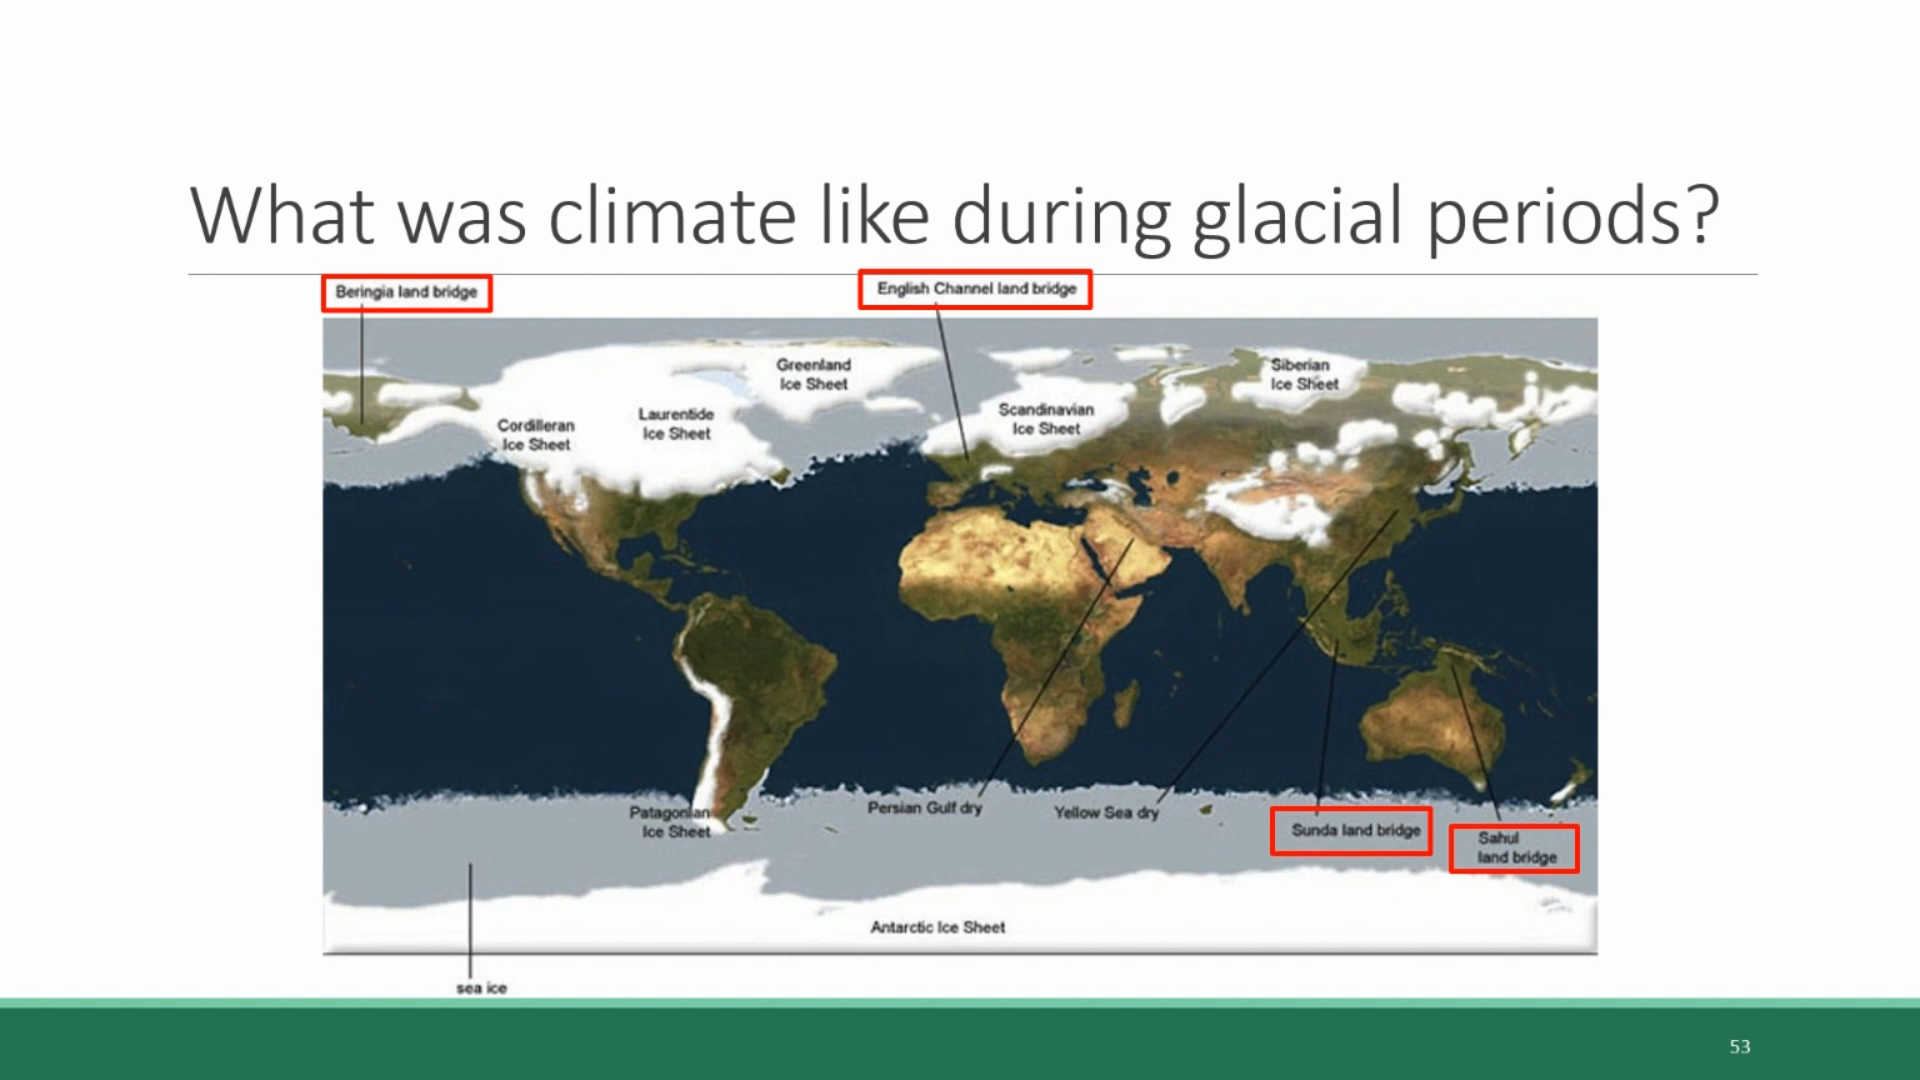 What was climate like during glacial periods?
Beringia land bridge
English Channel land bridge
Greenland
Ice Sheet
Siberian
Ice Sheet
Cordilleran
Ice Sheet
Laurentide
Ice Sheet
Scandinavian
Ice Sheet
Patagonian
Ice Sheet
Persian Gulf dry
Yellow Sea dry
Sunda land bridge
Sahul
land bridge
Antarctic Ice Sheet
sea ice
53